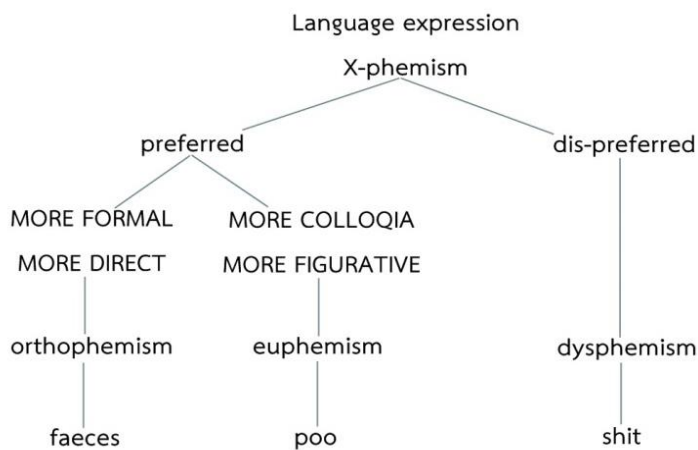 Language expression
X-phemism
preferred dis-preferred
MORE FORMAL MORE COLLOQIA
MORE DIRECT MORE FIGURATIVE
orthophemism euphemism dysphemism
faeces poo shit